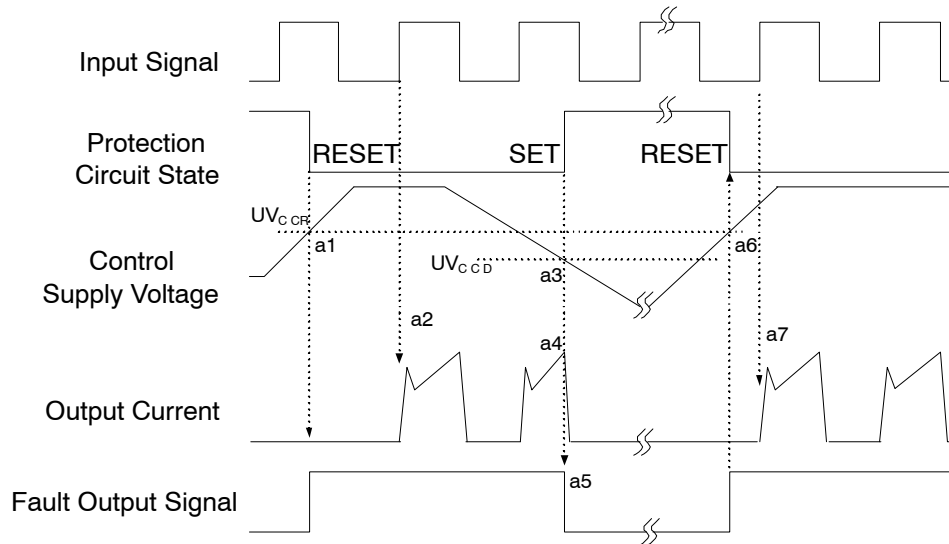 Input Signal
Protection
Circuit State
RESET
SET
RESET
UVCCR
a1
a6
Control
Supply Voltage
UVCCD
a3
a2
a4
a7
Output Current
a5
Fault Output Signal